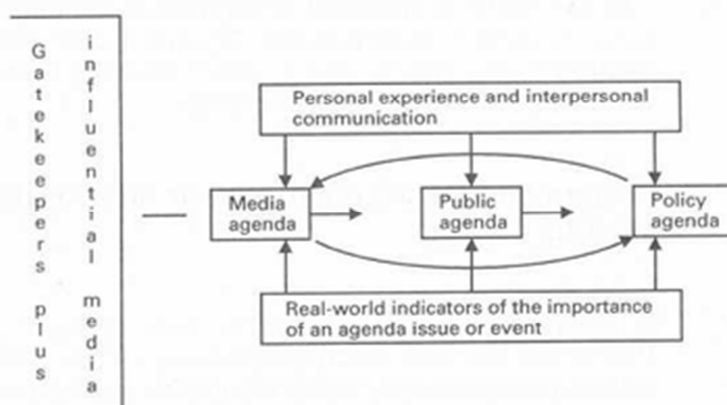 Gatekeepers plus
influential media
Personal experience and interpersonal
communication
Media
agenda
Public
agenda
Policy
agenda
Real-world indicators of the importance
of an agenda issue or event